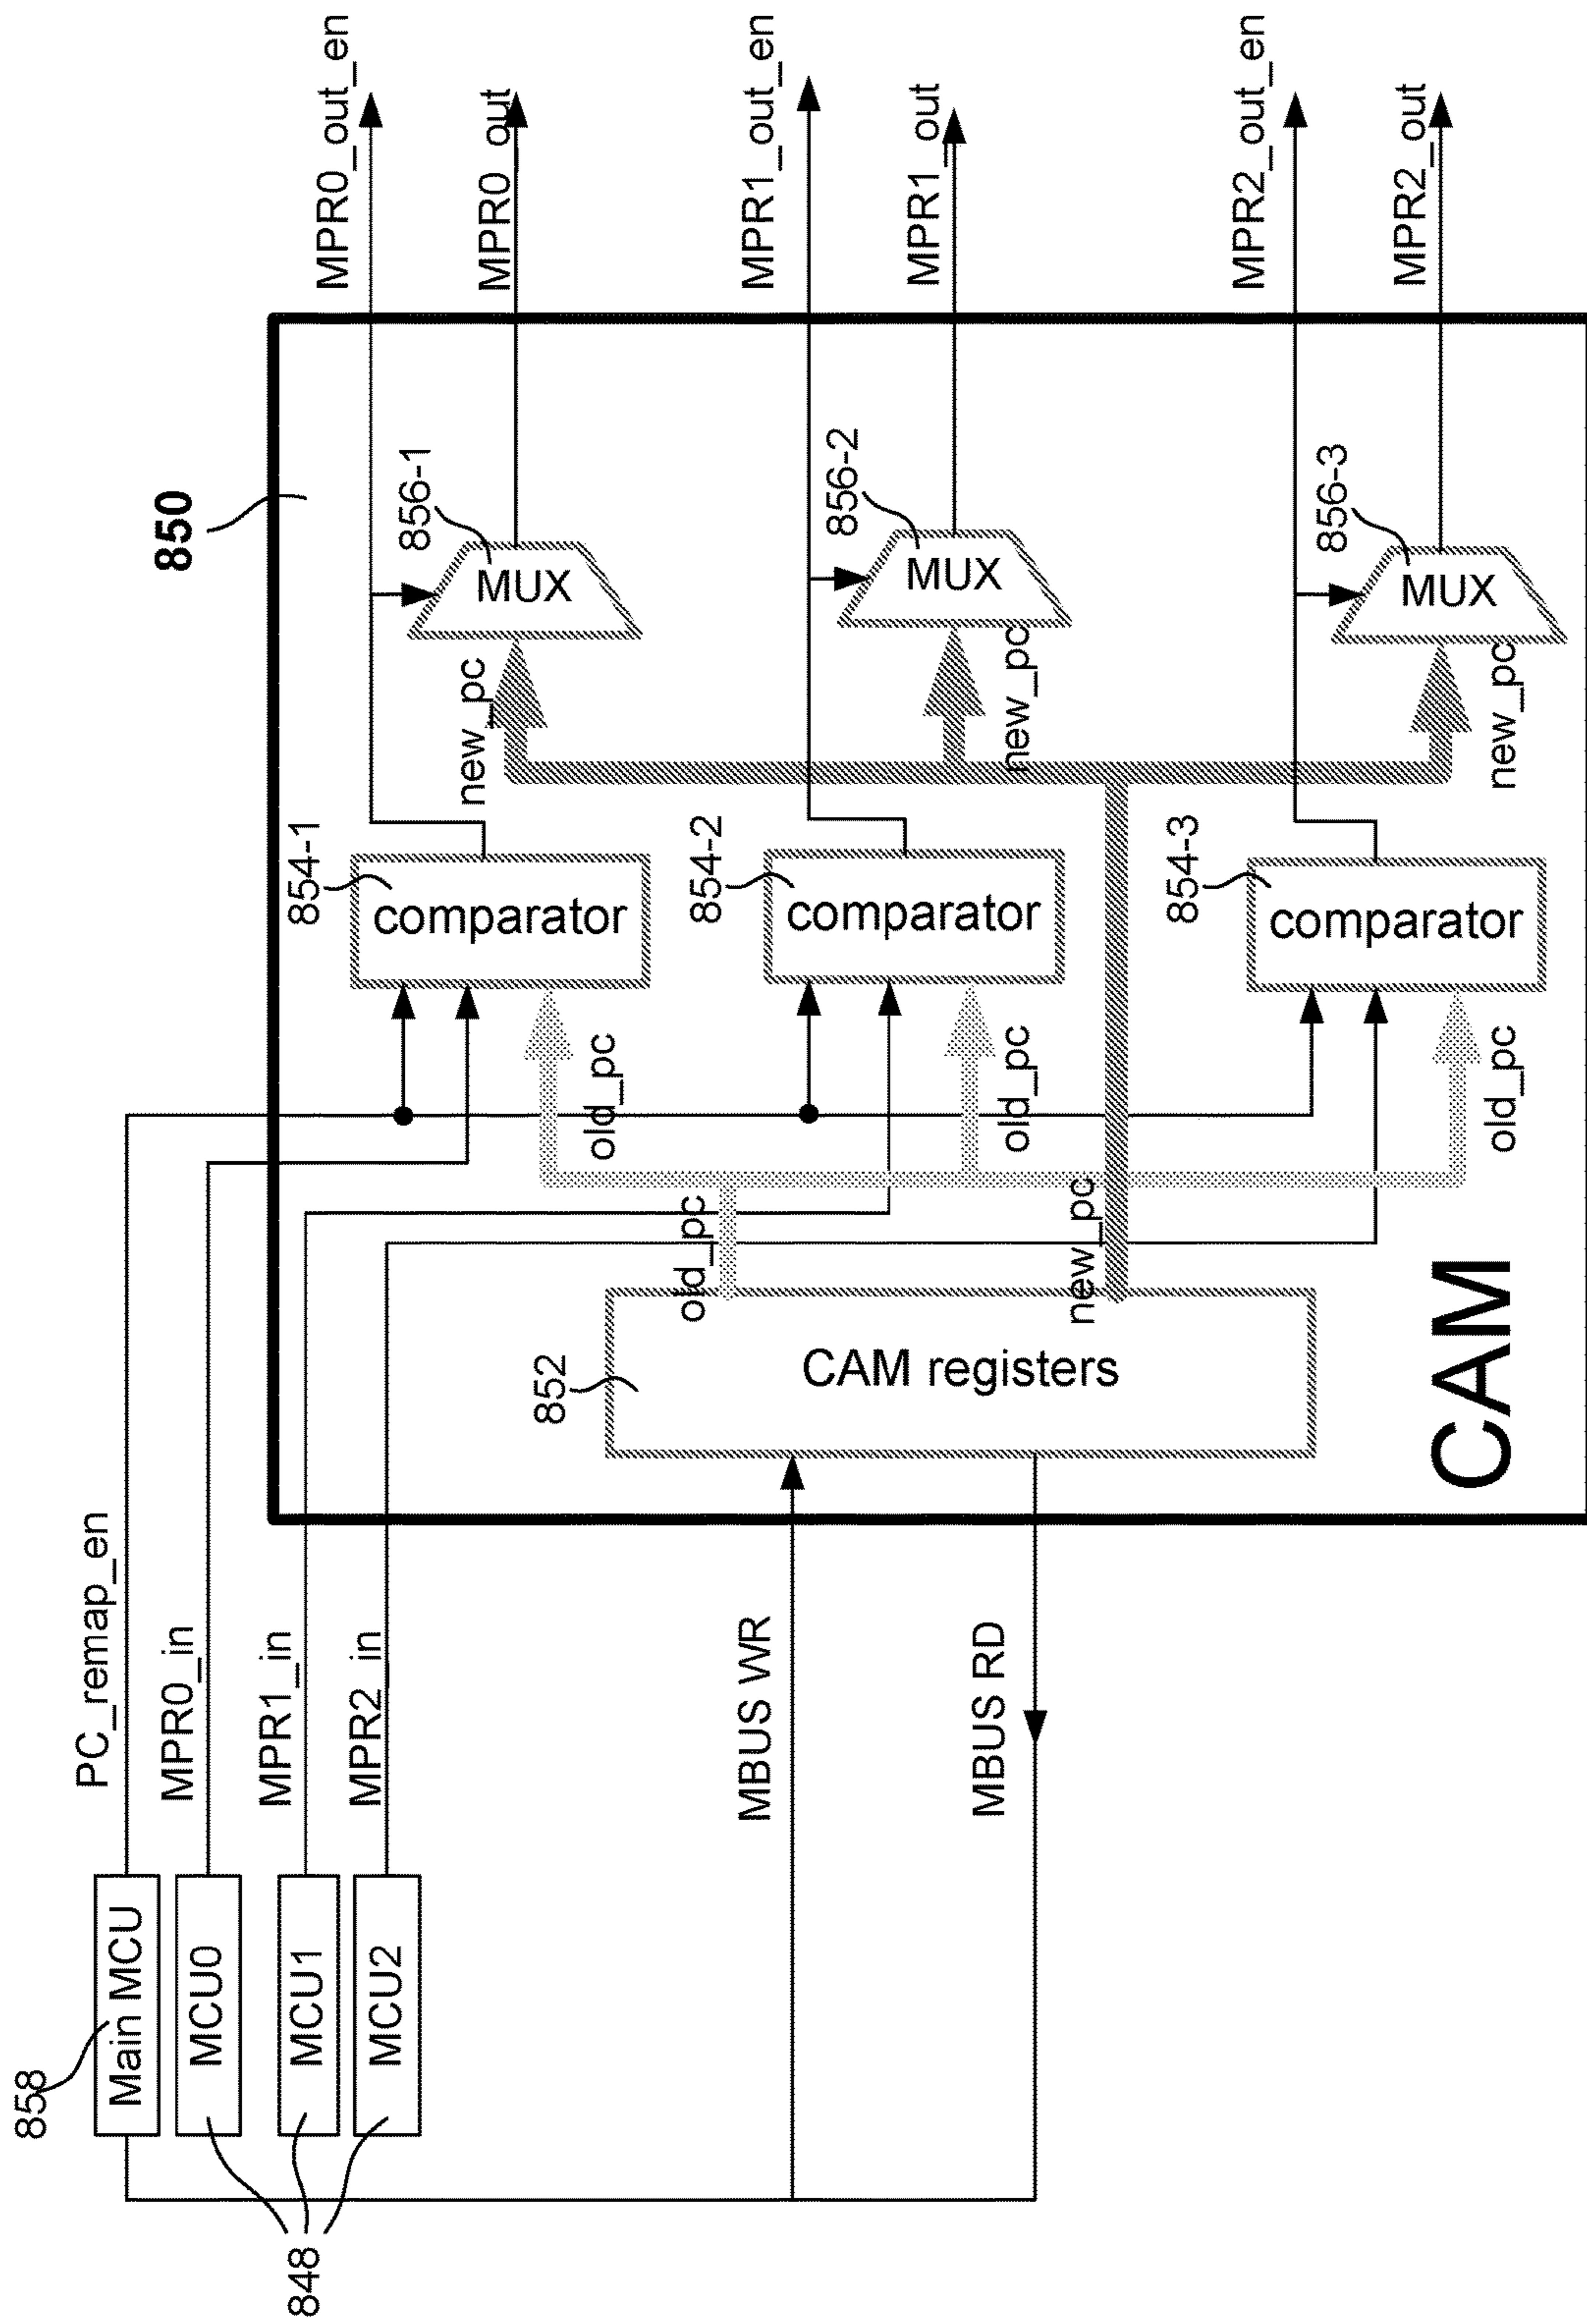 858
Main MCU
PC_remap_en
MCU0
MPR0_in
MCU1
MPR1_in
MCU2
MPR2_in
848
850
MPR0_out_en
854-1
comparator
856-1
MUX
new_pc
MPR0_out
old_pc
MPR1_out_en
854-2
comparator
856-2
MUX
new_pc
MPR1_out
old_pc
852
CAM registers
old_pc
new_pc
MBUS WR
MBUS RD
MPR2_out_en
854-3
comparator
856-3
MUX
new_pc
MPR2_out
old_pc
CAM